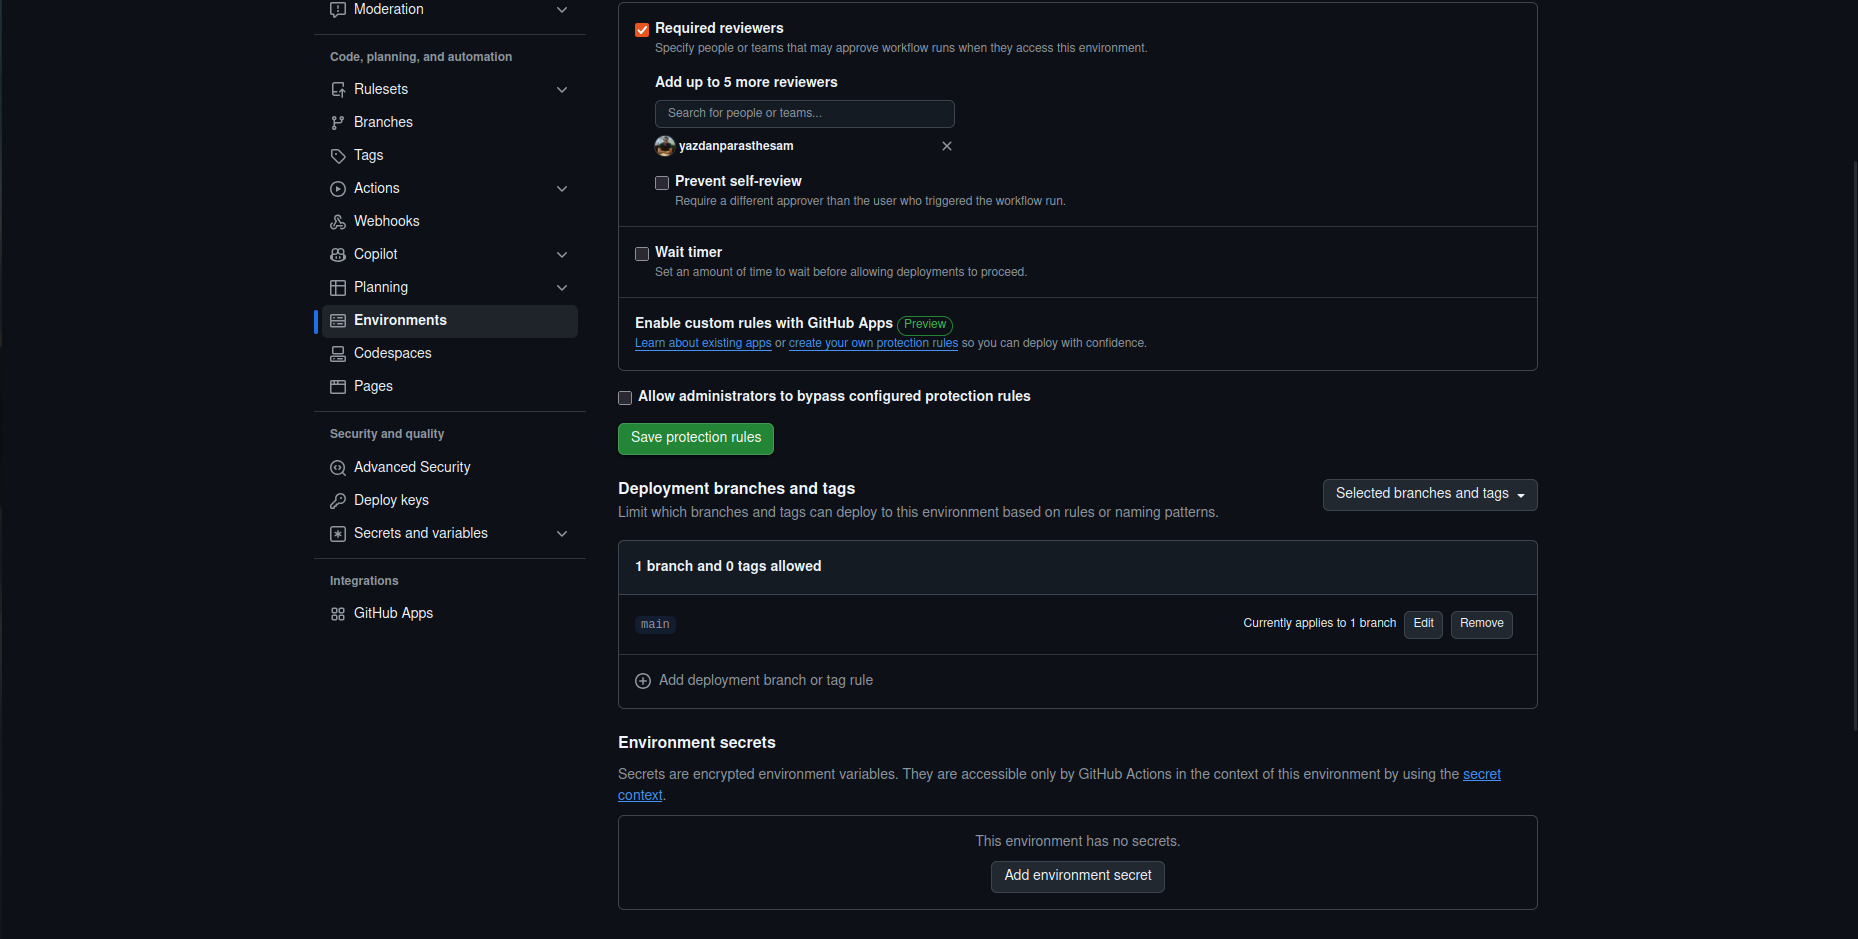 Moderation
Code, planning, and automation
Rulesets
Branches
Tags
Actions
Webhooks
Copilot
Planning
Environments
Codespaces
Pages
Security and quality
Advanced Security
Deploy keys
Secrets and variables
Integrations
GitHub Apps
Required reviewers
Specify people or teams that may approve workflow runs when they access this environment.
Add up to 5 more reviewers
Search for people or teams...
yazdanparasthesam
Prevent self-review
Require a different approver than the user who triggered the workflow run.
Wait timer
Set an amount of time to wait before allowing deployments to proceed.
Enable custom rules with GitHub Apps Preview
Learn about existing apps or create your own protection rules so you can deploy with confidence.
Allow administrators to bypass configured protection rules
Save protection rules
Deployment branches and tags
Limit which branches and tags can deploy to this environment based on rules or naming patterns.
Selected branches and tags
1 branch and 0 tags allowed
main Currently applies to 1 branch Edit Remove
Add deployment branch or tag rule
Environment secrets
Secrets are encrypted environment variables. They are accessible only by GitHub Actions in the context of this environment by using the secret
context.
This environment has no secrets.
Add environment secret